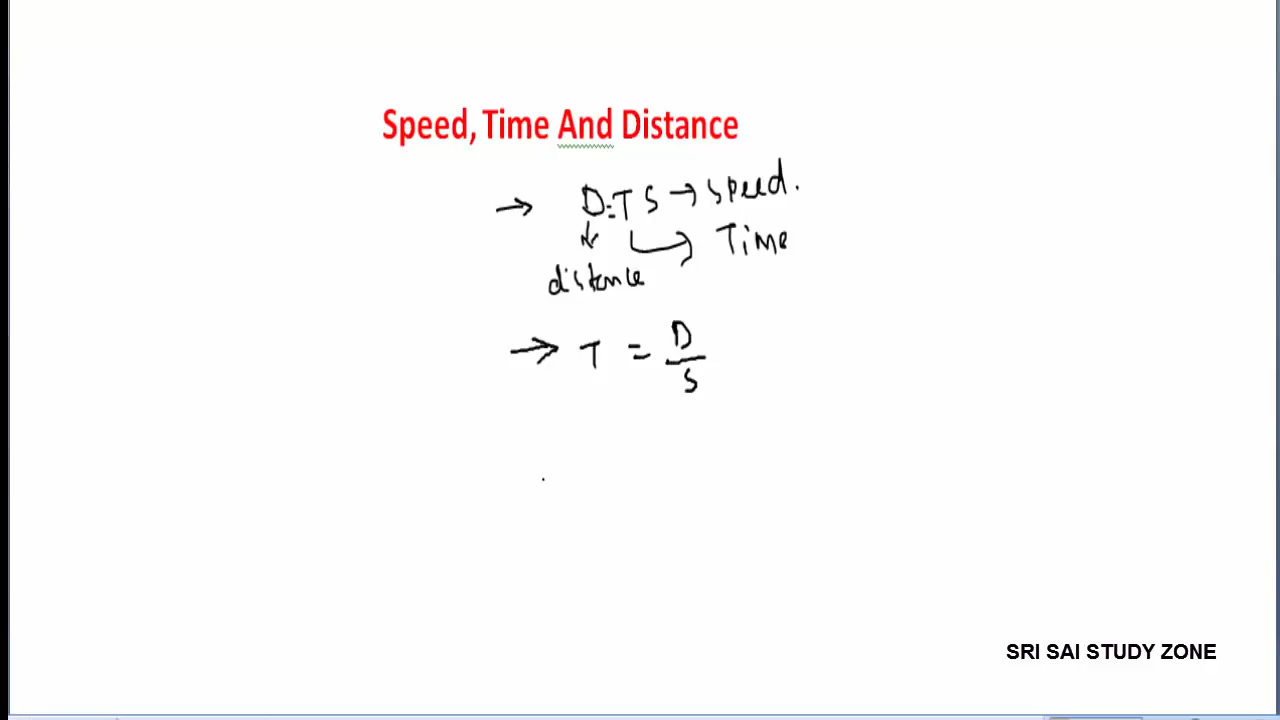 Speed, Time And Distance
→ D=TS → speed.
Time
distance
→ T = D/S
SRI SAI STUDY ZONE